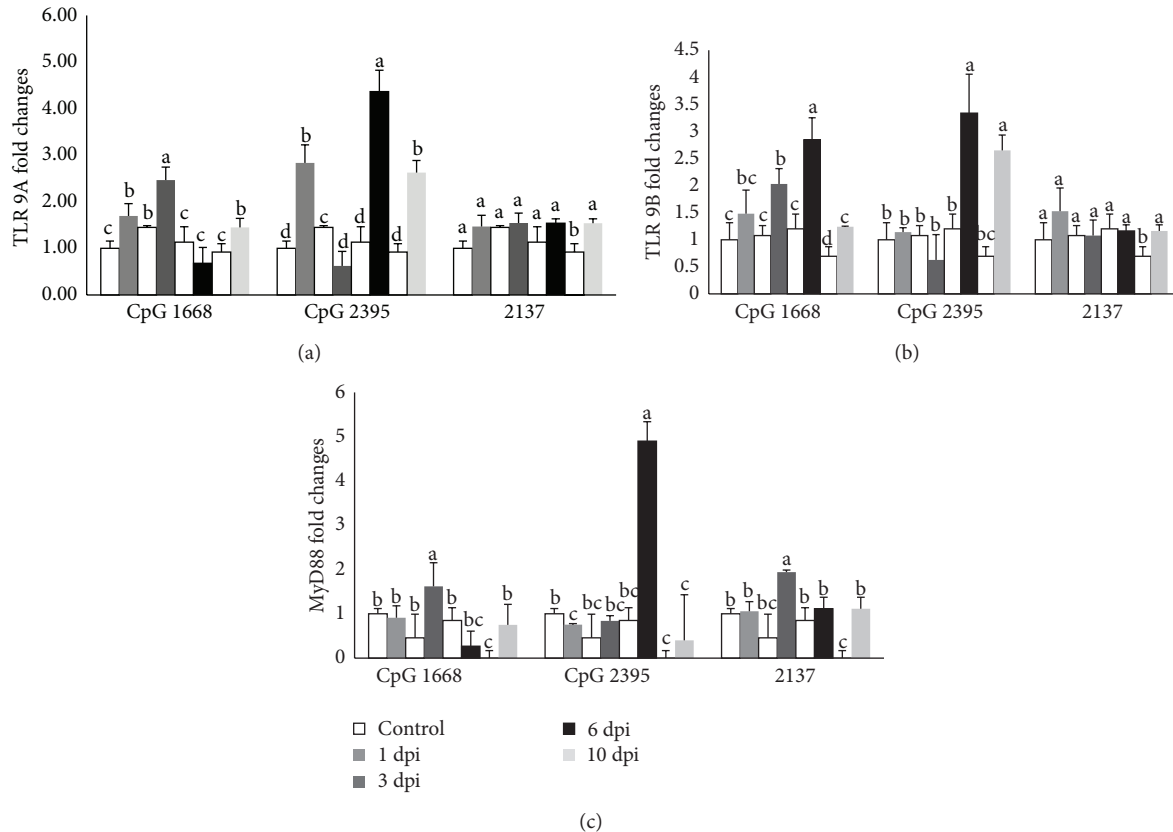 6.00
5.00
4.00
3.00
2.00
1.00
0.00
TLR 9A fold changes
c b b a c c c b
d b c d d a d b
a a a a a a b a
CpG 1668 CpG 2395 2137
(a)
4.5
4
3.5
3
2.5
2
1.5
1
0.5
0
TLR 9B fold changes
c bc c b c a d c
b b b b b a bc a
a a a a a a b a
CpG 1668 CpG 2395 2137
(b)
6
5
4
3
2
1
0
MyD88 fold changes
b b b a b bc c b
b c bc bc bc a c c
b b bc a b b c b
CpG 1668 CpG 2395 2137
Control
1 dpi
3 dpi
6 dpi
10 dpi
(c)